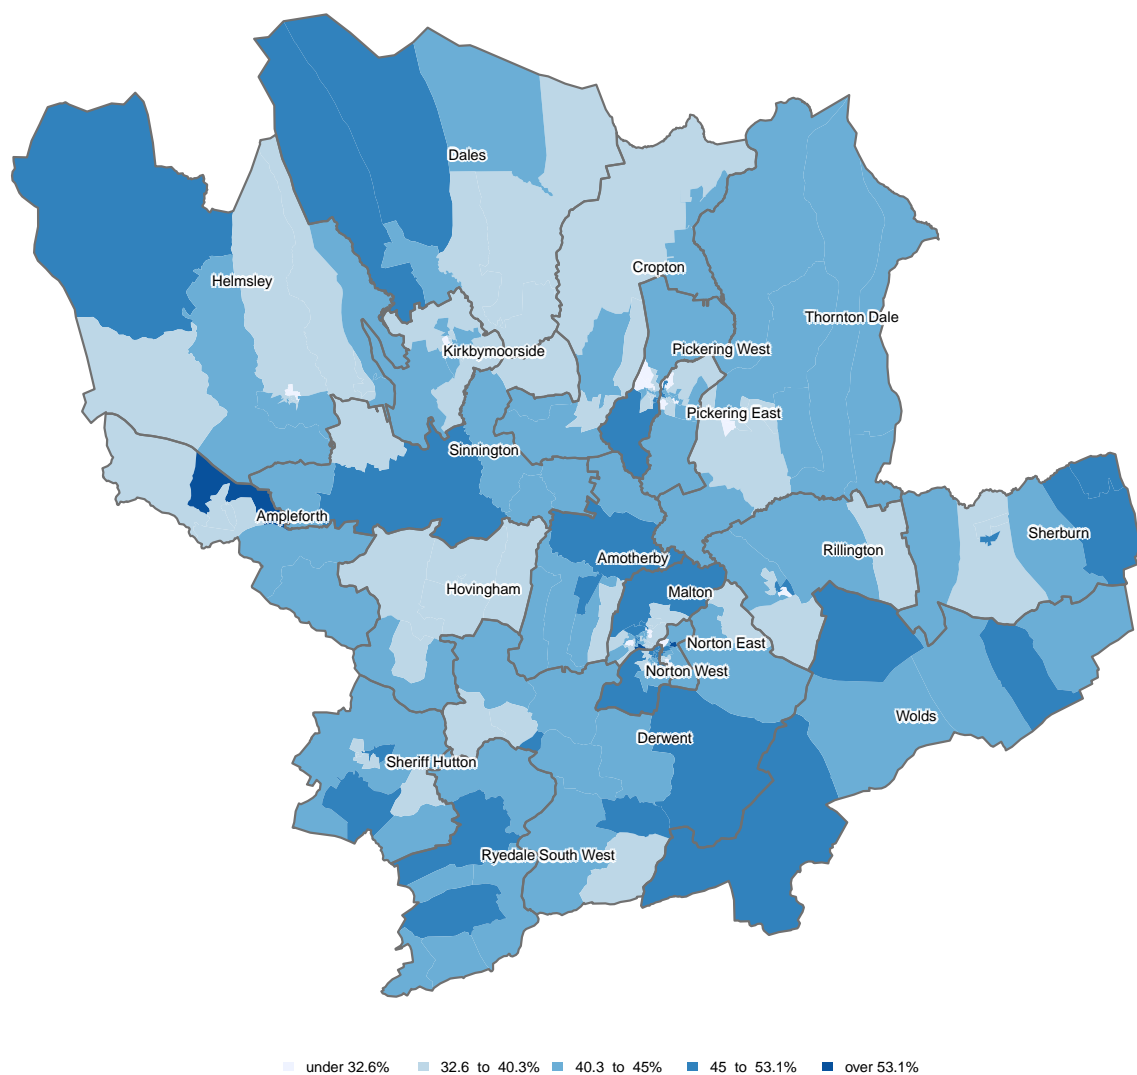 Dales
Cropton
Helmsley
Thornton Dale
Pickering West
Kirkbymoorside
Pickering East
Sinnington
Ampleforth
Sherburn
Rillington
Amotherby
Hovingham
Malton
Norton East
Norton West
Wolds
Derwent
Sheriff Hutton
Ryedale South West
under 32.6% 32.6 to 40.3% 40.3 to 45% 45 to 53.1% over 53.1%